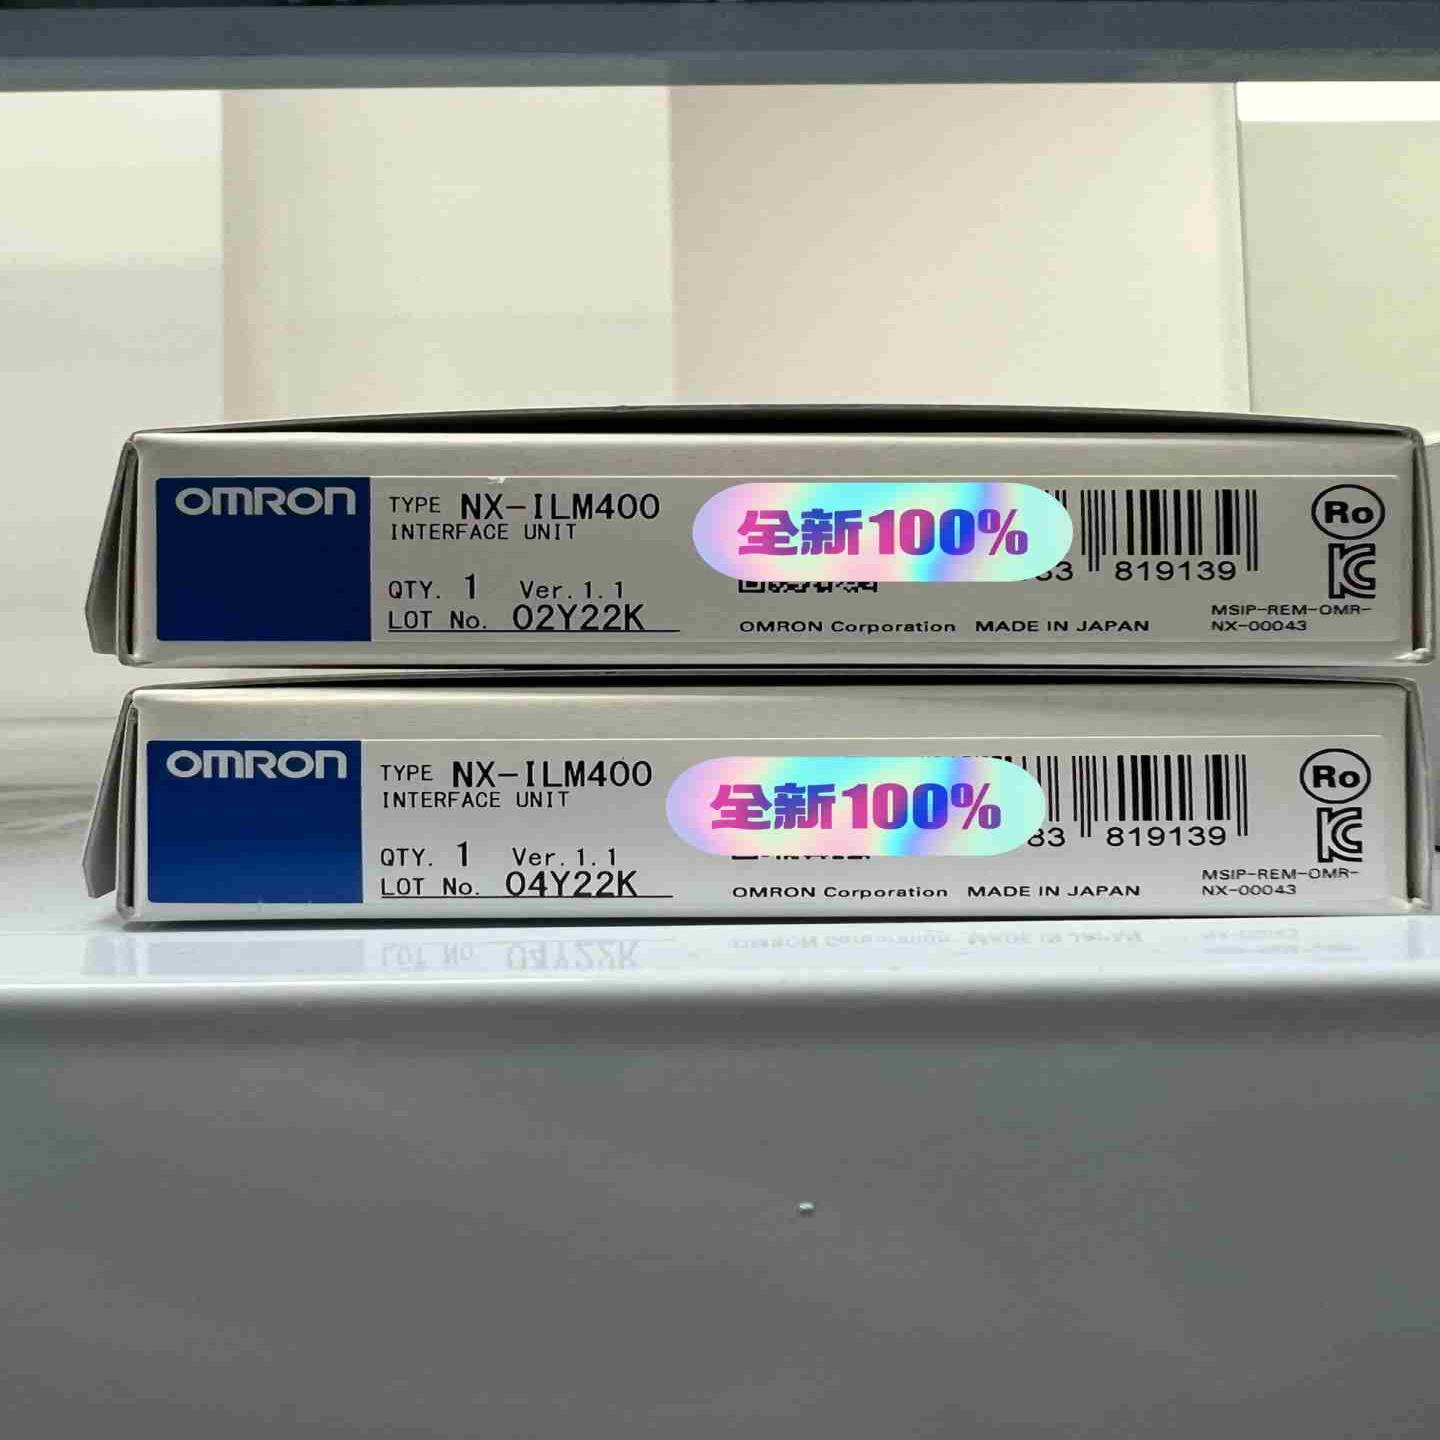 OMRON
TYPE NX-ILM400
INTERFACE UNIT
QTY. 1 Ver.1.1
LOT No. 02Y22K
全新100%
819139
OMRON Corporation MADE IN JAPAN
Ro
MSIP-REM-OMR-
NX-00043
OMRON
TYPE NX-ILM400
INTERFACE UNIT
QTY. 1 Ver.1.1
LOT No. 04Y22K
全新100%
83 819139
OMRON Corporation MADE IN JAPAN
Ro
MSIP-REM-OMR-
NX-00043